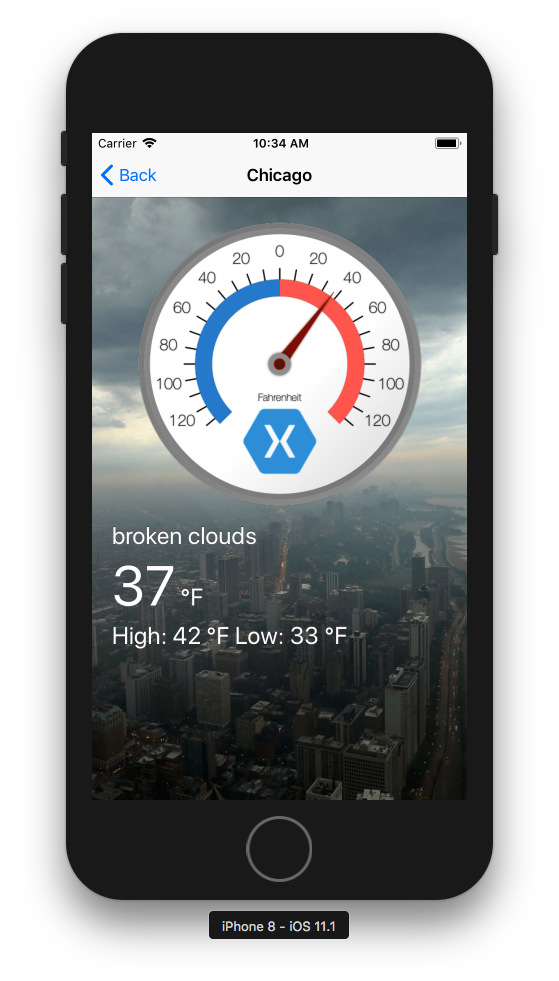 Carrier 10:34 AM
Back Chicago
0
20 20
40 40
60 60
80 80
100 100
120 120
Fahrenheit
broken clouds
37 °F
High: 42 °F Low: 33 °F
iPhone 8 - iOS 11.1